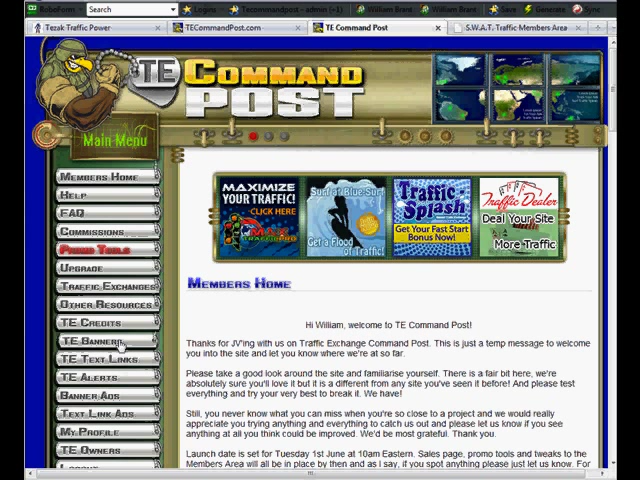 RoboForm Search Logins Tecommandpost - admin (+1) William Brant William Brant Save Generate Sync
Tezak Traffic Power TECommandPost.com TE Command Post S.W.A.T. Traffic Members Area
TE COMMAND
POST
Main Menu
MEMBERS HOME
HELP
FAQ
COMMISSIONS
PROMO TOOLS
UPGRADE
TRAFFIC EXCHANGES
OTHER RESOURCES
TE CREDITS
TE BANNERS
TE TEXT LINKS
TE ALERTS
BANNER ADS
TEXT LINK ADS
MY PROFILE
TE OWNERS
LOGOUT
MAXIMIZE
YOUR TRAFFIC!
CLICK HERE
Surf at Blue Surf
Get a Flood
of Traffic!
Traffic
Splash
Get Your Fast Start
Bonus Now!
Traffic Dealer
Deal Your Site
More Traffic
MEMBERS HOME
Hi William, welcome to TE Command Post!
Thanks for JV'ing with us on Traffic Exchange Command Post. This is just a temp message to welcome
you into the site and let you know where we're at so far.
Please take a good look around the site and familiarise yourself. There is a fair bit here, we're
absolutely sure you'll love it but it is a different from any site you've seen it before! And please test
everything and try your very best to break it. We have!
Still, you never know what you can miss when you're so close to a project and we would really
appreciate you trying anything and everything to catch us out and please let us know if you see
anything at all you think could be improved. We'd be most grateful. Thank you.
Launch date is set for Tuesday 1st June at 10am Eastern. Sales page, promo tools and tweaks to the
Members Area will all be in place by then and as I say, if you spot anything please just let us know. For